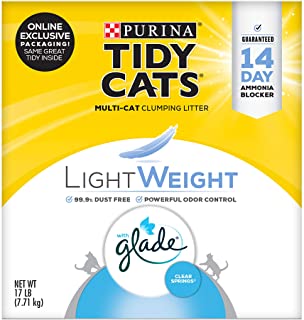 ONLINE
EXCLUSIVE
PACKAGING!
SAME GREAT
TIDY INSIDE
PURINA
TIDY
CATS®
MULTI-CAT CLUMPING LITTER
GUARANTEED
14
DAY
AMMONIA
BLOCKER
LIGHTWEIGHT
99.9% DUST FREE
POWERFUL ODOR CONTROL
with
glade
CLEAR
SPRINGS®
NET WT
17 LB
(7.71 kg)